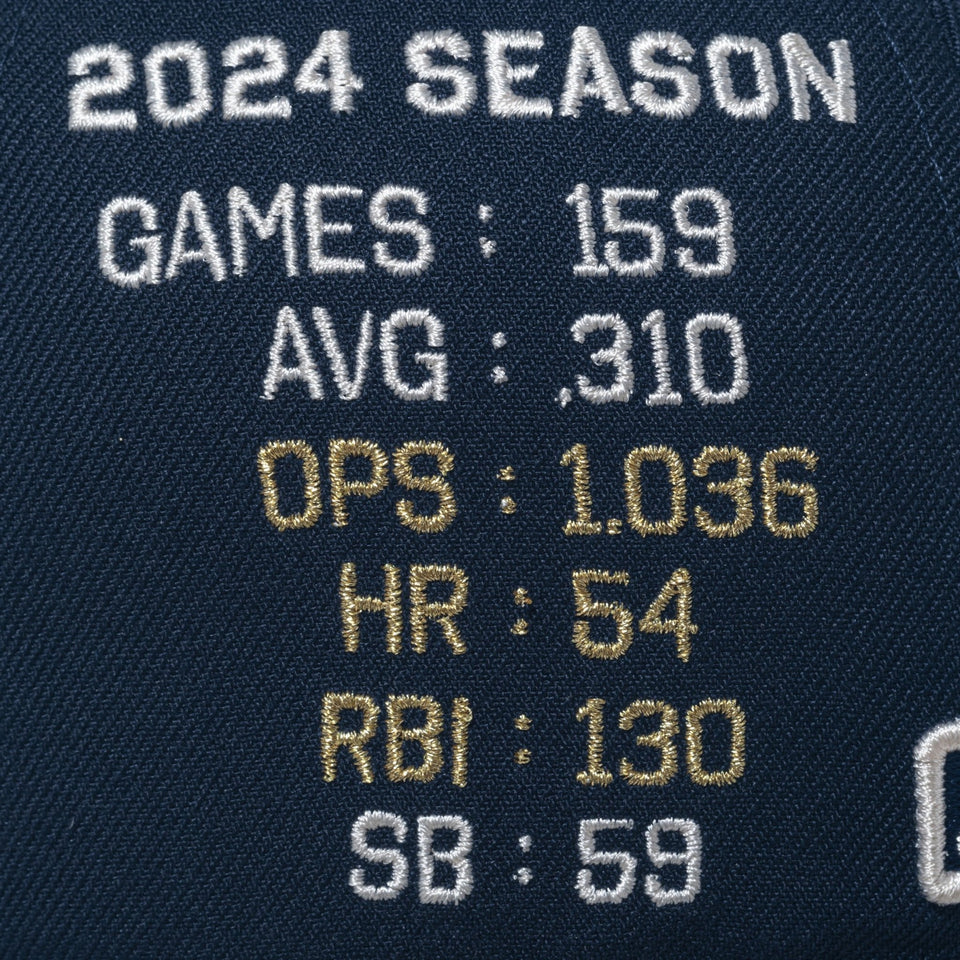 2024 SEASON
GAMES : 159
AVG : .310
OPS : 1.036
HR : 54
RBI : 130
SB : 59